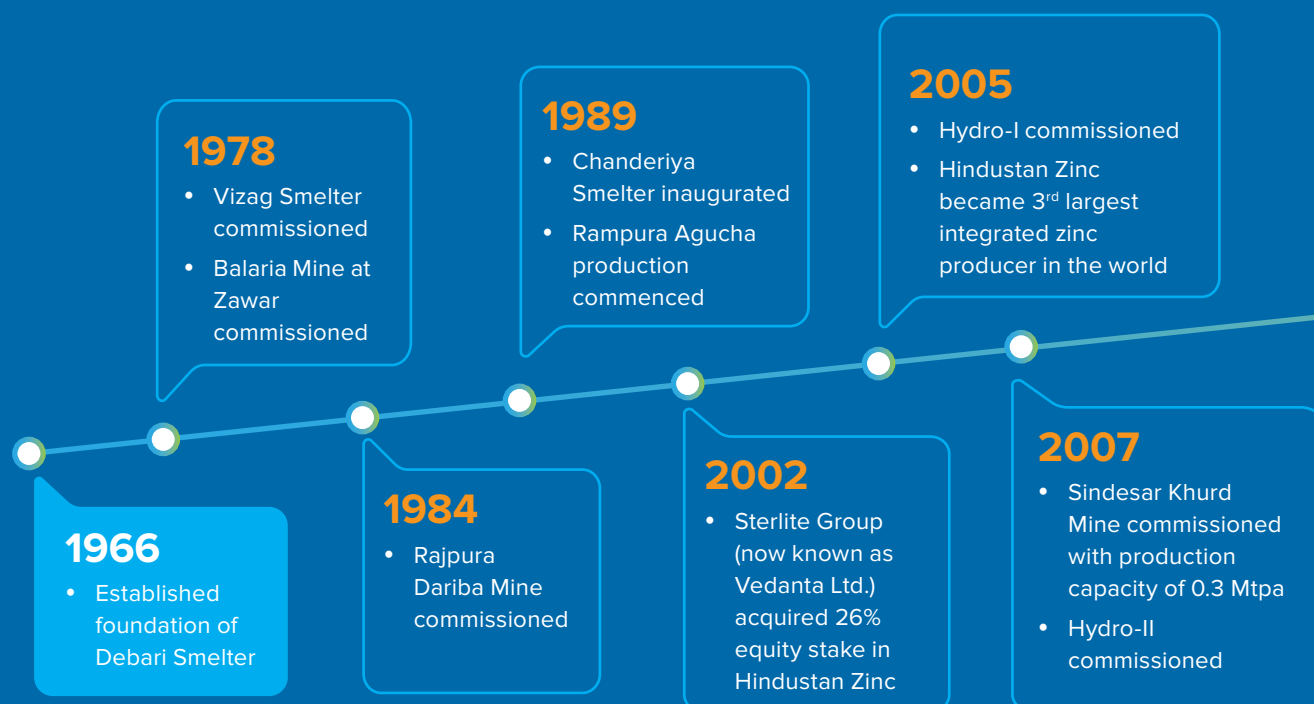 1966
• Established
foundation of
Debari Smelter
1978
• Vizag Smelter
commissioned
• Balaria Mine at
Zawar
commissioned
1984
• Rajpura
Dariba Mine
commissioned
1989
• Chanderiya
Smelter inaugurated
• Rampura Agucha
production
commenced
2002
• Sterlite Group
(now known as
Vedanta Ltd.)
acquired 26%
equity stake in
Hindustan Zinc
2005
• Hydro-I commissioned
• Hindustan Zinc
became 3rd largest
integrated zinc
producer in the world
2007
• Sindesar Khurd
Mine commissioned
with production
capacity of 0.3 Mtpa
• Hydro-II
commissioned